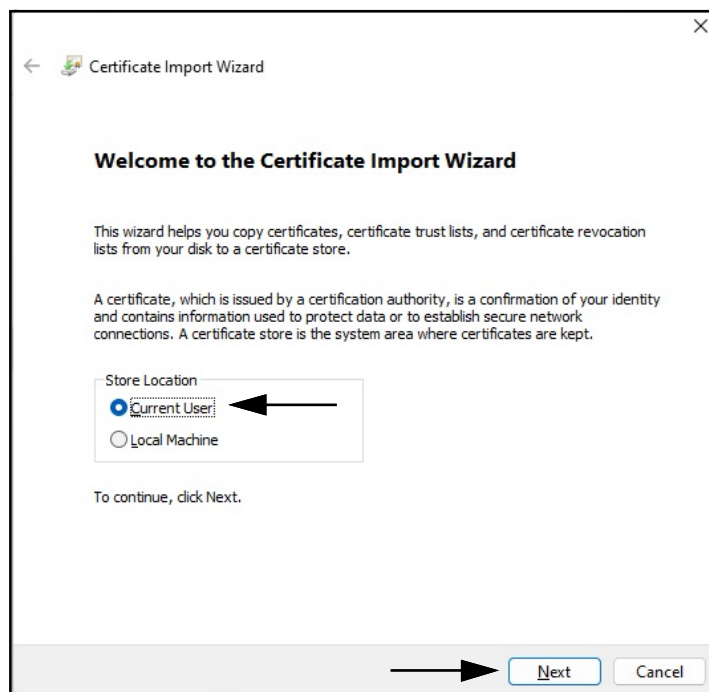 Certificate Import Wizard
Welcome to the Certificate Import Wizard
This wizard helps you copy certificates, certificate trust lists, and certificate revocation
lists from your disk to a certificate store.
A certificate, which is issued by a certification authority, is a confirmation of your identity
and contains information used to protect data or to establish secure network
connections. A certificate store is the system area where certificates are kept.
Store Location
Current User
Local Machine
To continue, click Next.
Next Cancel